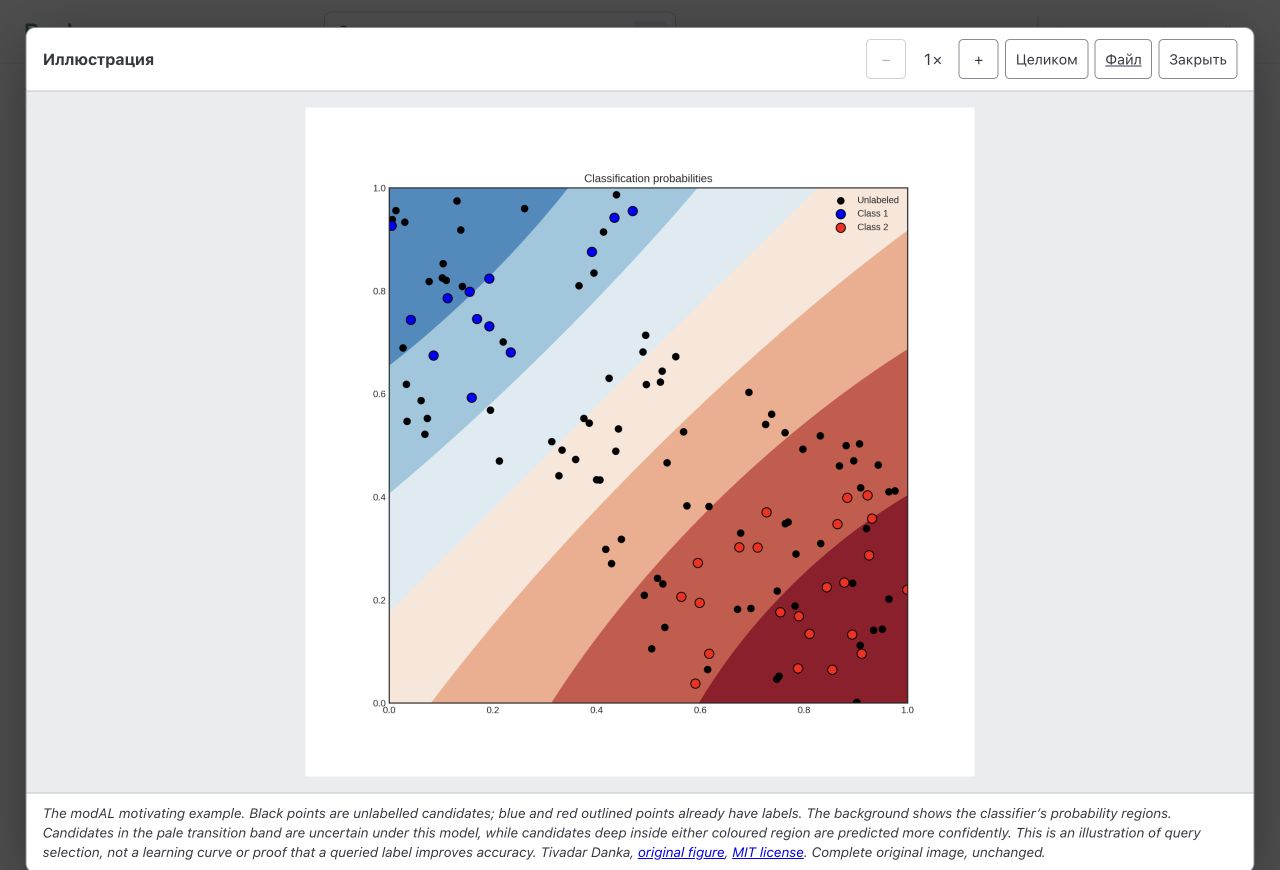 Иллюстрация
− 1× + Целиком Файл Закрыть
Classification probabilities
Unlabeled
Class 1
Class 2
1.0
0.8
0.6
0.4
0.2
0.0
0.0 0.2 0.4 0.6 0.8 1.0
The modAL motivating example. Black points are unlabelled candidates; blue and red outlined points already have labels. The background shows the classifier’s probability regions.
Candidates in the pale transition band are uncertain under this model, while candidates deep inside either coloured region are predicted more confidently. This is an illustration of query
selection, not a learning curve or proof that a queried label improves accuracy. Tivadar Danka, original figure, MIT license. Complete original image, unchanged.